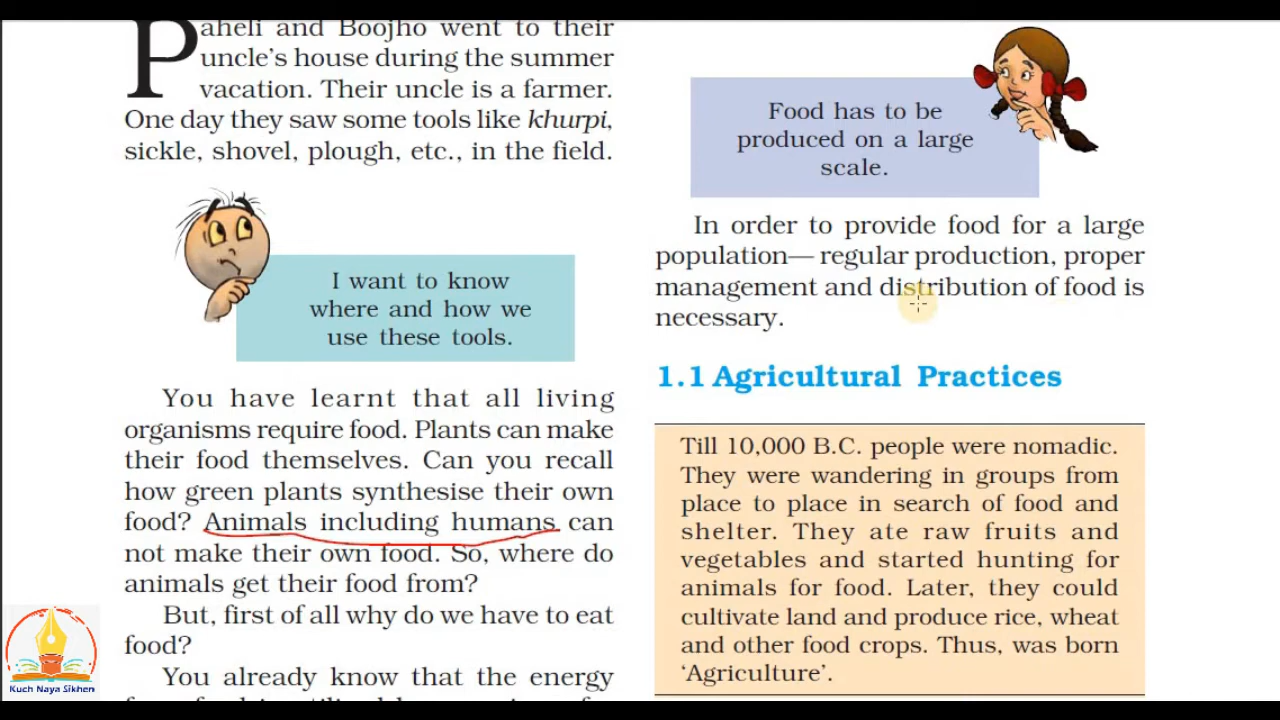 Paheli and Boojho went to their
uncle's house during the summer
vacation. Their uncle is a farmer.
One day they saw some tools like khurpi,
sickle, shovel, plough, etc., in the field.
I want to know
where and how we
use these tools.
You have learnt that all living
organisms require food. Plants can make
their food themselves. Can you recall
how green plants synthesise their own
food? Animals including humans can
not make their own food. So, where do
animals get their food from?
But, first of all why do we have to eat
food?
You already know that the energy
Kuch Naya Sikhen
Food has to be
produced on a large
scale.
In order to provide food for a large
population— regular production, proper
management and distribution of food is
necessary.
1.1 Agricultural Practices
Till 10,000 B.C. people were nomadic.
They were wandering in groups from
place to place in search of food and
shelter. They ate raw fruits and
vegetables and started hunting for
animals for food. Later, they could
cultivate land and produce rice, wheat
and other food crops. Thus, was born
‘Agriculture’.